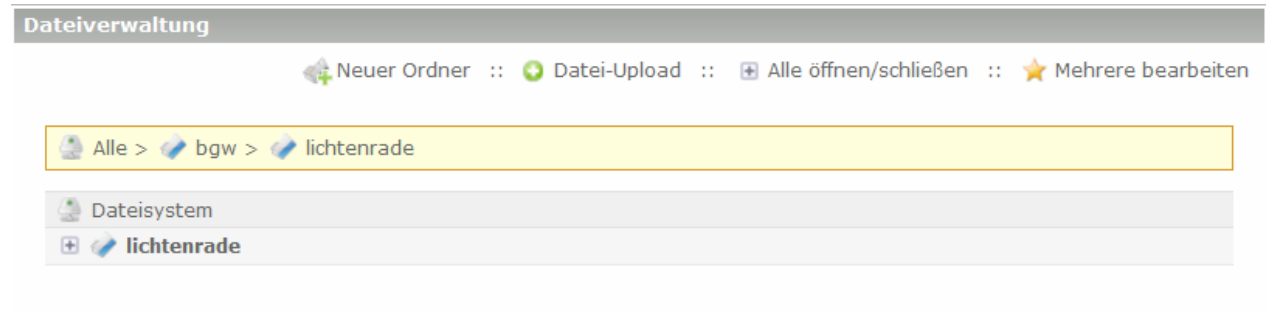 Dateiverwaltung
Neuer Ordner :: Datei-Upload :: Alle öffnen/schließen :: Mehrere bearbeiten
Alle > bgw > lichtenrade
Dateisystem
lichtenrade